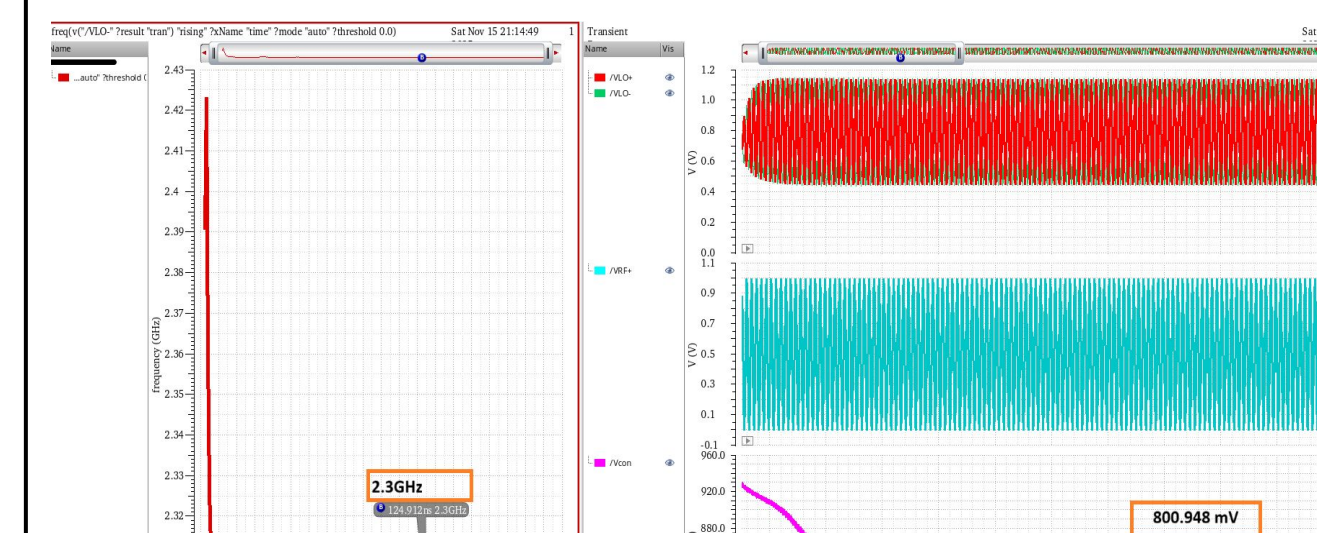 freq(v("/VLO-" ?result "tran") "rising" ?xName "time" ?mode "auto" ?threshold 0.0)
Sat Nov 15 21:14:49
1
Name
...auto" ?threshold (
2.43
2.42
2.41
2.4
2.39
2.38
2.37
2.36
2.35
2.34
2.33
2.32
frequency (GHz)
B
2.3GHz
B 124.912ns 2.3GHz
Transient
Sat
Name
Vis
/VLO+
/VLO-
B
1.2
1.0
0.8
0.6
0.4
0.2
0.0
V (V)
/VRF+
1.1
0.9
0.7
0.5
0.3
0.1
-0.1
V (V)
/Vcon
960.0
920.0
880.0
800.948 mV